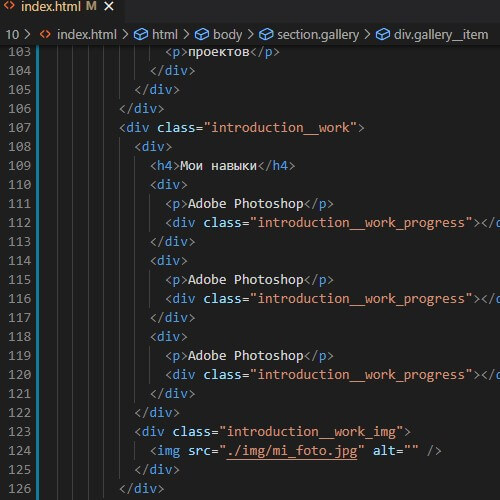 index.html M ×
10 > index.html > html > body > section.gallery > div.gallery__item
103 <p>проектов</p>
104 </div>
105 </div>
106 </div>
107 <div class="introduction__work">
108 <div>
109 <h4>Мои навыки</h4>
110 <div>
111 <p>Adobe Photoshop</p>
112 <div class="introduction__work_progress"></
113 </div>
114 <div>
115 <p>Adobe Photoshop</p>
116 <div class="introduction__work_progress"></
117 </div>
118 <div>
119 <p>Adobe Photoshop</p>
120 <div class="introduction__work_progress"></
121 </div>
122 </div>
123 <div class="introduction__work_img">
124 <img src="./img/mi_foto.jpg" alt="" />
125 </div>
126 </div>